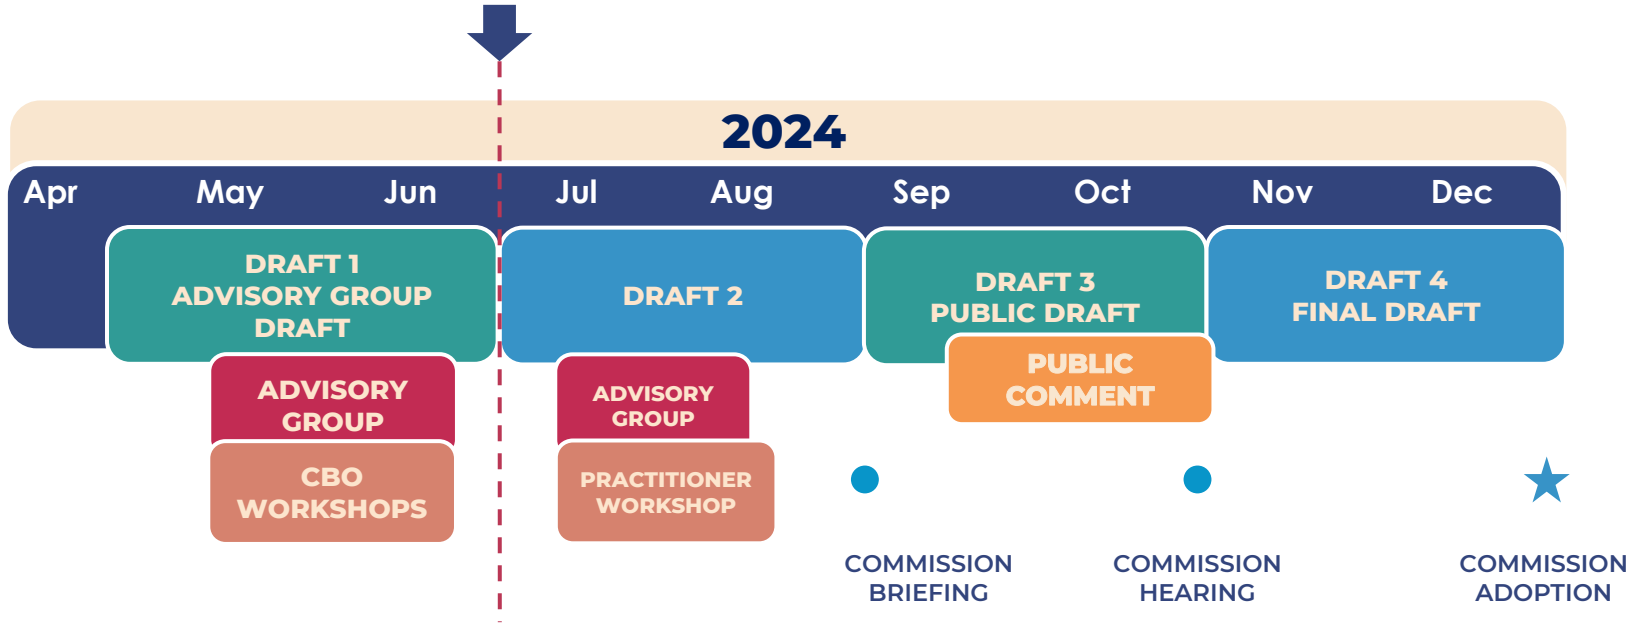 2024
Apr May Jun Jul Aug Sep Oct Nov Dec
DRAFT 1
ADVISORY GROUP
DRAFT
DRAFT 2
DRAFT 3
PUBLIC DRAFT
DRAFT 4
FINAL DRAFT
PUBLIC
COMMENT
ADVISORY
GROUP
ADVISORY
GROUP
CBO
WORKSHOPS
PRACTITIONER
WORKSHOP
COMMISSION
BRIEFING
COMMISSION
HEARING
COMMISSION
ADOPTION